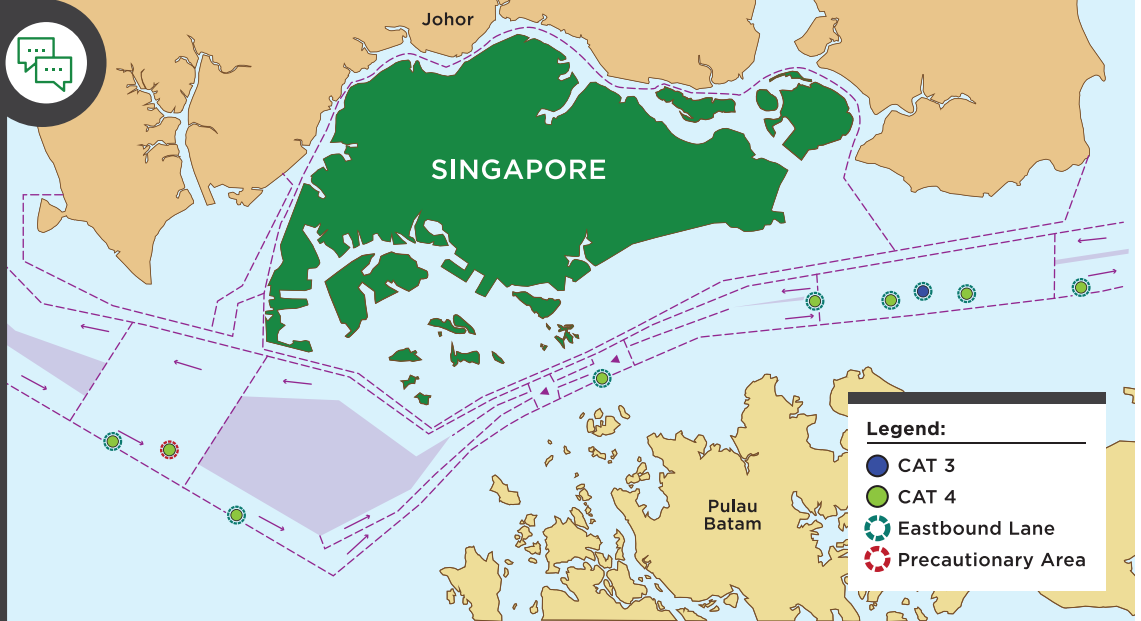 Johor
SINGAPORE
Pulau
Batam
Legend:
CAT 3
CAT 4
Eastbound Lane
Precautionary Area